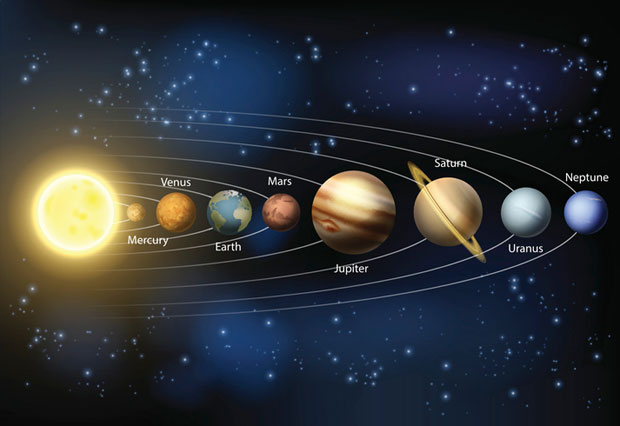 Mercury
Venus
Earth
Mars
Jupiter
Saturn
Uranus
Neptune